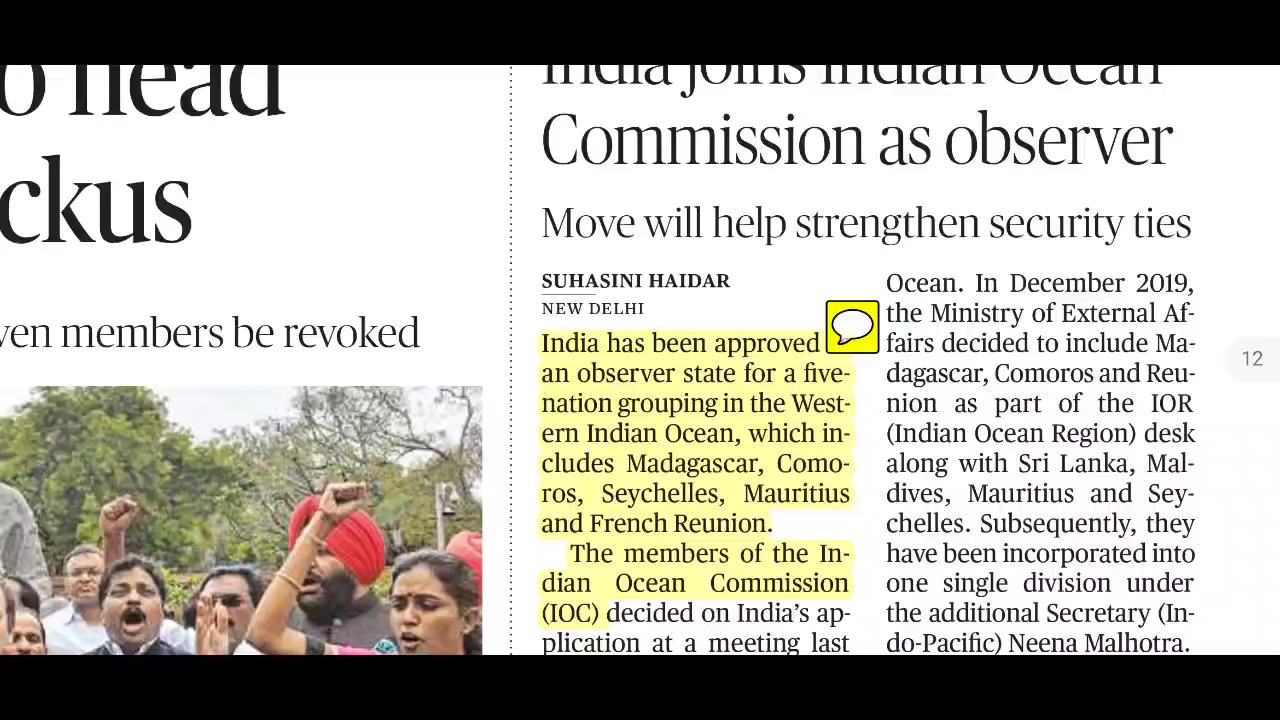 o head
ckus
ven members be revoked
India joins Indian Ocean
Commission as observer
Move will help strengthen security ties
SUHASINI HAIDAR
NEW DELHI
India has been approved
an observer state for a five-
nation grouping in the West-
ern Indian Ocean, which in-
cludes Madagascar, Como-
ros, Seychelles, Mauritius
and French Reunion.
The members of the In-
dian Ocean Commission
(IOC) decided on India's ap-
plication at a meeting last
Ocean. In December 2019,
the Ministry of External Af-
fairs decided to include Ma-
dagascar, Comoros and Reu-
nion as part of the IOR
(Indian Ocean Region) desk
along with Sri Lanka, Mal-
dives, Mauritius and Sey-
chelles. Subsequently, they
have been incorporated into
one single division under
the additional Secretary (In-
do-Pacific) Neena Malhotra.
12